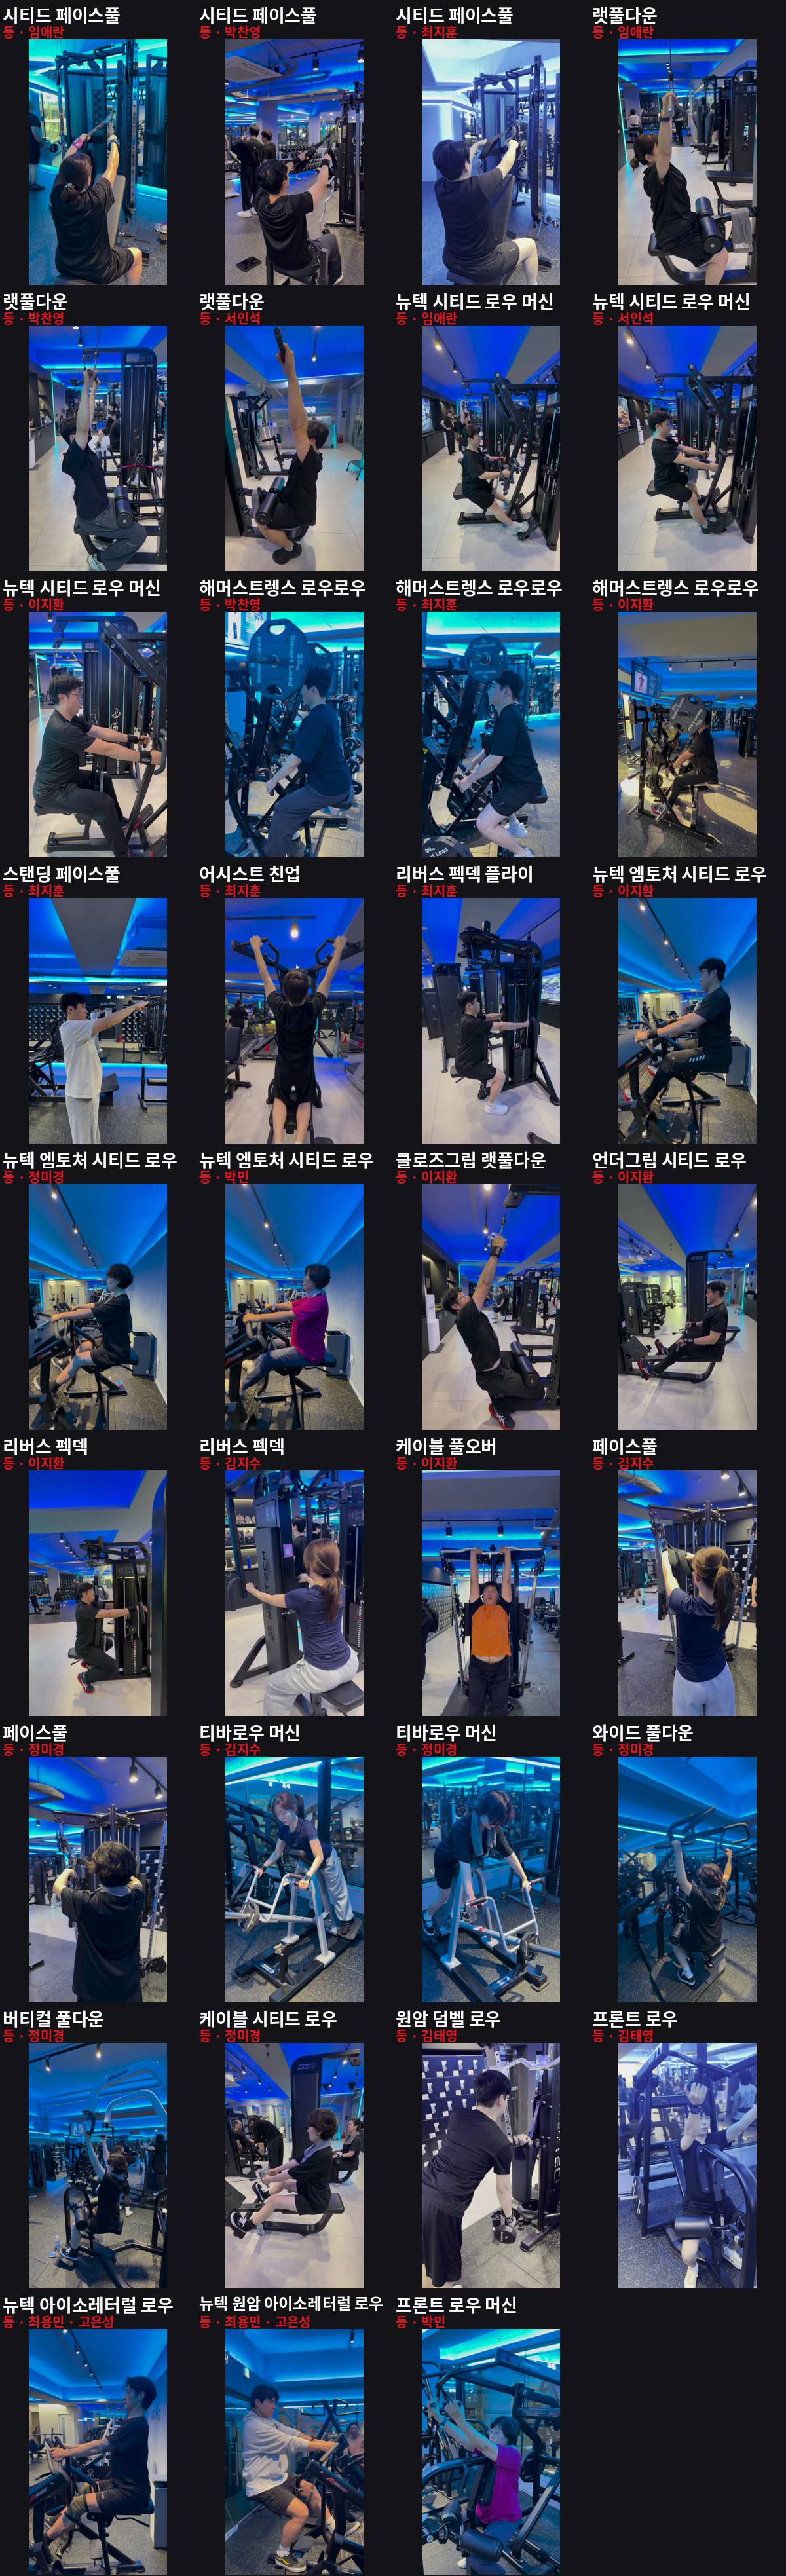 시티드 페이스풀
등 · 임애란
시티드 페이스풀
등 · 박찬영
시티드 페이스풀
등 · 최지훈
랫풀다운
등 · 임애란
랫풀다운
등 · 박찬영
랫풀다운
등 · 서인석
뉴텍 시티드 로우 머신
등 · 임애란
뉴텍 시티드 로우 머신
등 · 서인석
뉴텍 시티드 로우 머신
등 · 이지환
해머스트렝스 로우로우
등 · 박찬영
해머스트렝스 로우로우
등 · 최지훈
해머스트렝스 로우로우
등 · 이지환
스탠딩 페이스풀
등 · 최지훈
어시스트 친업
등 · 최지훈
리버스 펙덱 플라이
등 · 최지훈
뉴텍 엠토처 시티드 로우
등 · 이지환
뉴텍 엠토처 시티드 로우
등 · 정미경
뉴텍 엠토처 시티드 로우
등 · 박민
클로즈그립 랫풀다운
등 · 이지환
언더그립 시티드 로우
등 · 이지환
리버스 펙덱
등 · 이지환
리버스 펙덱
등 · 김지수
케이블 풀오버
등 · 이지환
페이스풀
등 · 김지수
페이스풀
등 · 정미경
티바로우 머신
등 · 김지수
티바로우 머신
등 · 정미경
와이드 풀다운
등 · 정미경
버티컬 풀다운
등 · 정미경
케이블 시티드 로우
등 · 정미경
원암 덤벨 로우
등 · 김태영
프론트 로우
등 · 김태영
뉴텍 아이소레터럴 로우
등 · 최용민 · 고은성
뉴텍 원암 아이소레터럴 로우
등 · 최용민 · 고은성
프론트 로우 머신
등 · 박민